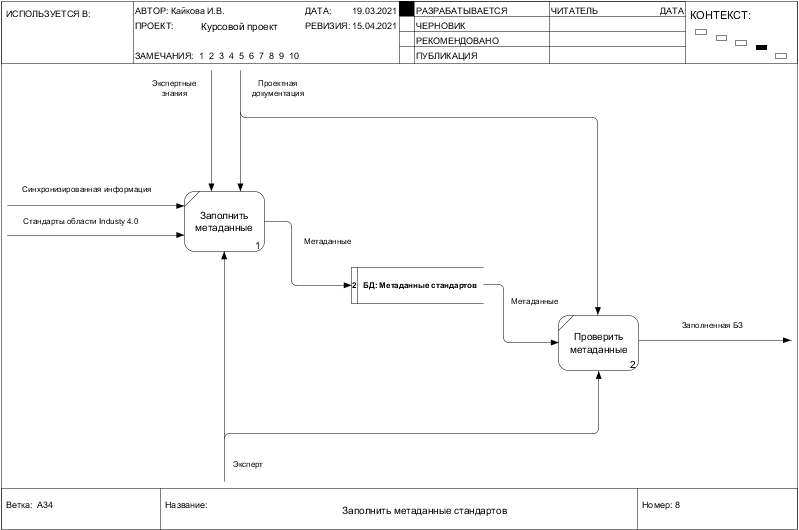 ИСПОЛЬЗУЕТСЯ В:
АВТОР: Кайкова И.В.
ДАТА: 19.03.2021
ПРОЕКТ: Курсовой проект
РЕВИЗИЯ: 15.04.2021
ЗАМЕЧАНИЯ: 1 2 3 4 5 6 7 8 9 10
РАЗРАБАТЫВАЕТСЯ
ЧЕРНОВИК
РЕКОМЕНДОВАНО
ПУБЛИКАЦИЯ
ЧИТАТЕЛЬ
ДАТА
КОНТЕКСТ:
Экспертные
знания
Проектная
документация
Синхронизированная информация
Стандарты области Industy 4.0
Заполнить
метаданные
1
Метаданные
2 БД: Метаданные стандартов
Метаданные
Проверить
метаданные
2
Заполненная БЗ
Эксперт
Ветка: A34
Название:
Заполнить метаданные стандартов
Номер: 8